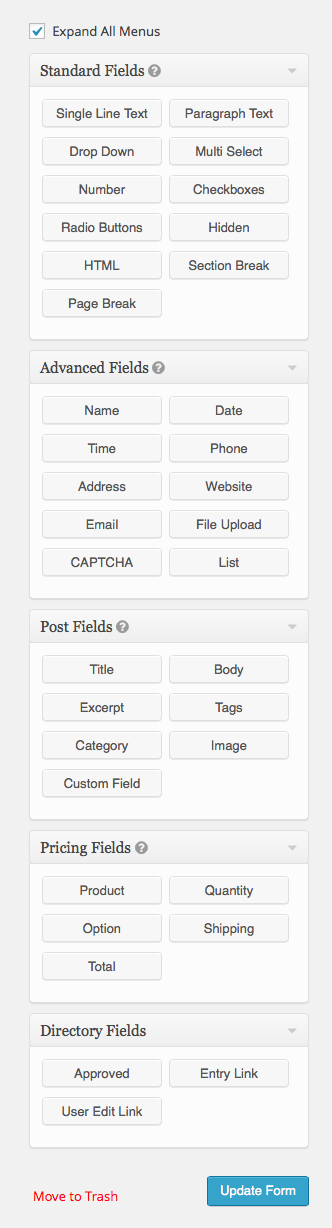 Expand All Menus
Standard Fields ?
Single Line Text Paragraph Text
Drop Down Multi Select
Number Checkboxes
Radio Buttons Hidden
HTML Section Break
Page Break
Advanced Fields ?
Name Date
Time Phone
Address Website
Email File Upload
CAPTCHA List
Post Fields ?
Title Body
Excerpt Tags
Category Image
Custom Field
Pricing Fields ?
Product Quantity
Option Shipping
Total
Directory Fields
Approved Entry Link
User Edit Link
Move to Trash Update Form